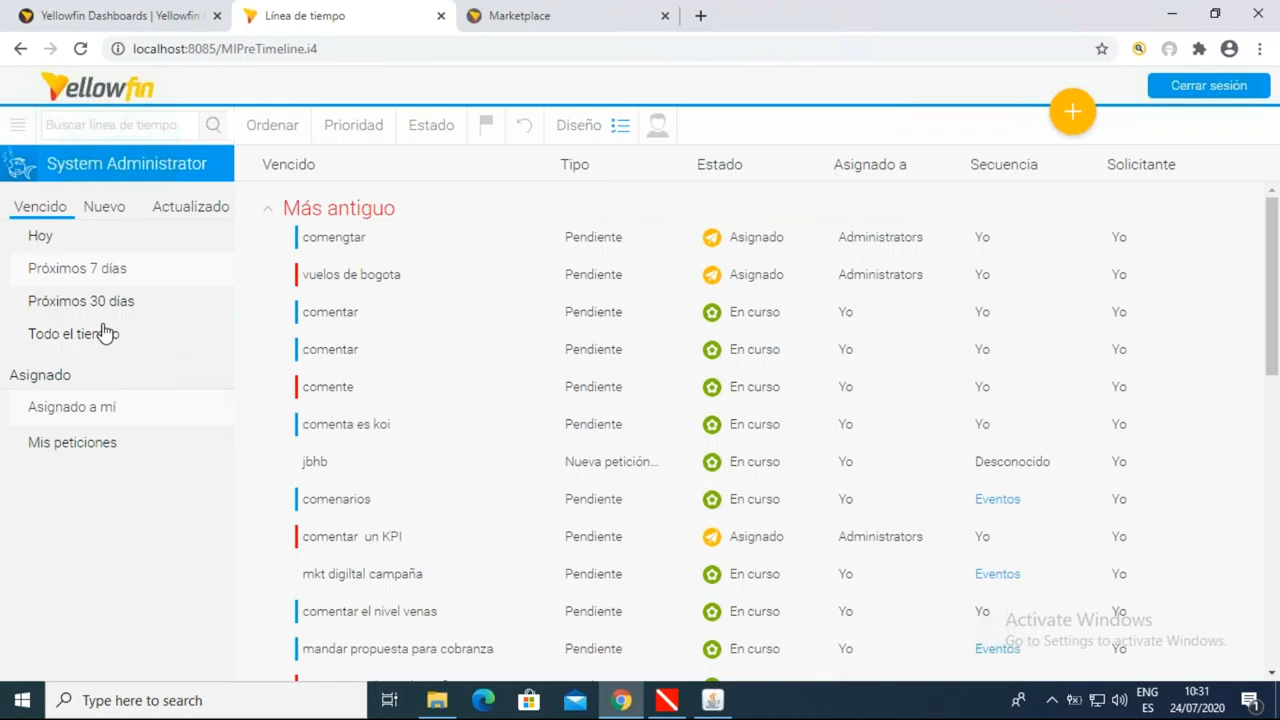 Yellowfin Dashboards | Yellowfin
Línea de tiempo
Marketplace
localhost:8085/MIPreTimeline.i4
Yellowfin
Cerrar sesión
Buscar línea de tiempo
Ordenar Prioridad Estado Diseño
System Administrator
Vencido Nuevo Actualizado
Hoy
Próximos 7 días
Próximos 30 días
Todo el tiempo
Asignado
Asignado a mí
Mis peticiones
Vencido Tipo Estado Asignado a Secuencia Solicitante
Más antiguo
comengtar Pendiente Asignado Administrators Yo Yo
vuelos de bogota Pendiente Asignado Administrators Yo Yo
comentar Pendiente En curso Yo Yo Yo
comentar Pendiente En curso Yo Yo Yo
comente Pendiente En curso Yo Yo Yo
comenta es koi Pendiente En curso Yo Yo Yo
jbhb Nueva petición... En curso Yo Desconocido Yo
comenarios Pendiente En curso Yo Eventos Yo
comentar un KPI Pendiente Asignado Administrators Yo Yo
mkt digiltal campaña Pendiente En curso Yo Eventos Yo
comentar el nivel venas Pendiente En curso Yo Yo Yo
mandar propuesta para cobranza Pendiente En curso Yo Eventos Yo
Activate Windows
Go to Settings to activate Windows.
Type here to search
ENG
ES
10:31
24/07/2020
1